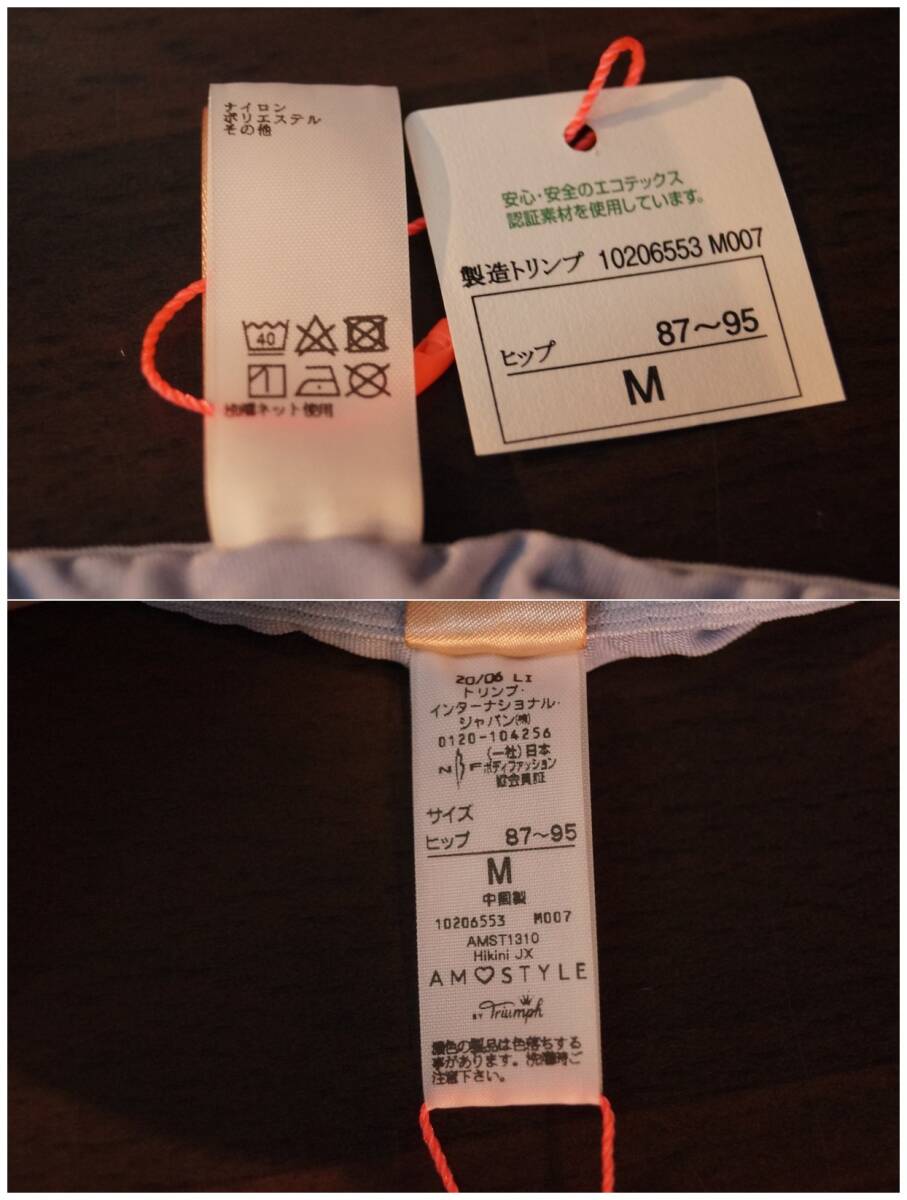 ナイロン
ポリエステル
その他
40
洗濯ネット使用
安心・安全のエコテックス
認証素材を使用しています。
製造トリンプ 10206553 M007
ヒップ 87〜95
M
20/06 LI
トリンプ・
インターナショナル・
ジャパン(株)
0120-104256
NBF (一社)日本
ボディファッション
協会員証
サイズ
ヒップ 87〜95
M
中国製
10206553 M007
AMST1310
Hikini JX
AM♡STYLE
BY Triumph
濃色の製品は色落ちする
事があります。洗濯時ご
注意下さい。